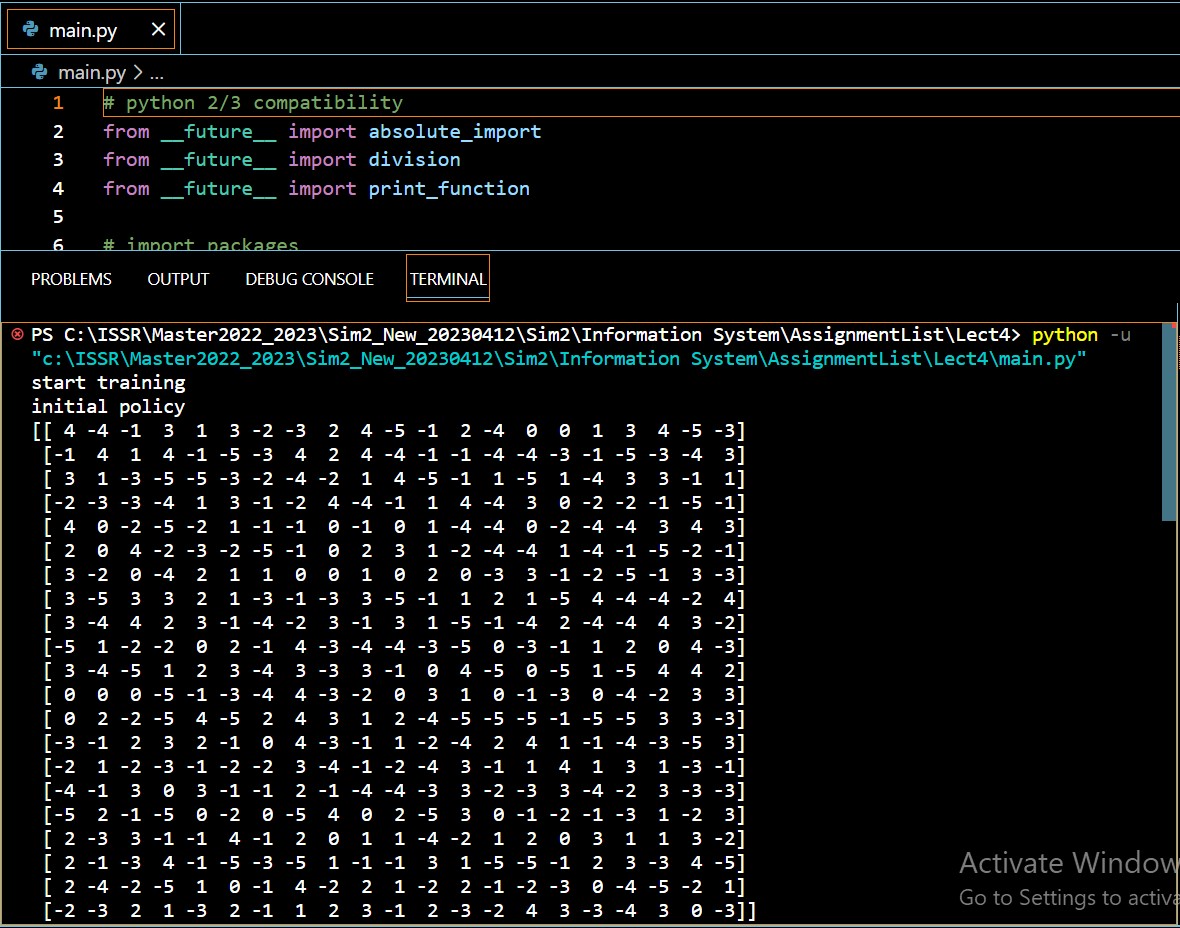 main.py
main.py > ...
1 # python 2/3 compatibility
2 from __future__ import absolute_import
3 from __future__ import division
4 from __future__ import print_function
5
6 # import packages
PROBLEMS OUTPUT DEBUG CONSOLE TERMINAL
PS C:\ISSR\Master2022_2023\Sim2_New_20230412\Sim2\Information System\AssignmentList\Lect4> python -u
"c:\ISSR\Master2022_2023\Sim2_New_20230412\Sim2\Information System\AssignmentList\Lect4\main.py"
start training
initial policy
[[ 4 -4 -1  3  1  3 -2 -3  2  4 -5 -1  2 -4  0  0  1  3  4 -5 -3]
 [-1  4  1  4 -1 -5 -3  4  2  4 -4 -1 -1 -4 -4 -3 -1 -5 -3 -4  3]
 [ 3  1 -3 -5 -5 -3 -2 -4 -2  1  4 -5 -1  1 -5  1 -4  3  3 -1  1]
 [-2 -3 -3 -4  1  3 -1 -2  4 -4 -1  1  4 -4  3  0 -2 -2 -1 -5 -1]
 [ 4  0 -2 -5 -2  1 -1 -1  0 -1  0  1 -4 -4  0 -2 -4 -4  3  4  3]
 [ 2  0  4 -2 -3 -2 -5 -1  0  2  3  1 -2 -4 -4  1 -4 -1 -5 -2 -1]
 [ 3 -2  0 -4  2  1  1  0  0  1  0  2  0 -3  3 -1 -2 -5 -1  3 -3]
 [ 3 -5  3  3  2  1 -3 -1 -3  3 -5 -1  1  2  1 -5  4 -4 -4 -2  4]
 [ 3 -4  4  2  3 -1 -4 -2  3 -1  3  1 -5 -1 -4  2 -4 -4  4  3 -2]
 [-5  1 -2 -2  0  2 -1  4 -3 -4 -4 -3 -5  0 -3 -1  1  2  0  4 -3]
 [ 3 -4 -5  1  2  3 -4  3 -3  3 -1  0  4 -5  0 -5  1 -5  4  4  2]
 [ 0  0  0 -5 -1 -3 -4  4 -3 -2  0  3  1  0 -1 -3  0 -4 -2  3  3]
 [ 0  2 -2 -5  4 -5  2  4  3  1  2 -4 -5 -5 -5 -1 -5 -5  3  3 -3]
 [-3 -1  2  3  2 -1  0  4 -3 -1  1 -2 -4  2  4  1 -1 -4 -3 -5  3]
 [-2  1 -2 -3 -1 -2 -2  3 -4 -1 -2 -4  3 -1  1  4  1  3  1 -3 -1]
 [-4 -1  3  0  3 -1 -1  2 -1 -4 -4 -3  3 -2 -3  3 -4 -2  3 -3 -3]
 [-5  2 -1 -5  0 -2  0 -5  4  0  2 -5  3  0 -1 -2 -1 -3  1 -2  3]
 [ 2 -3  3 -1 -1  4 -1  2  0  1  1 -4 -2  1  2  0  3  1  1  3 -2]
 [ 2 -1 -3  4 -1 -5 -3 -5  1 -1 -1  3  1 -5 -5 -1  2  3 -3  4 -5]
 [ 2 -4 -2 -5  1  0 -1  4 -2  2  1 -2  2 -1 -2 -3  0 -4 -5 -2  1]
 [-2 -3  2  1 -3  2 -1  1  2  3 -1  2 -3 -2  4  3 -3 -4  3  0 -3]]
Activate Window
Go to Settings to activa